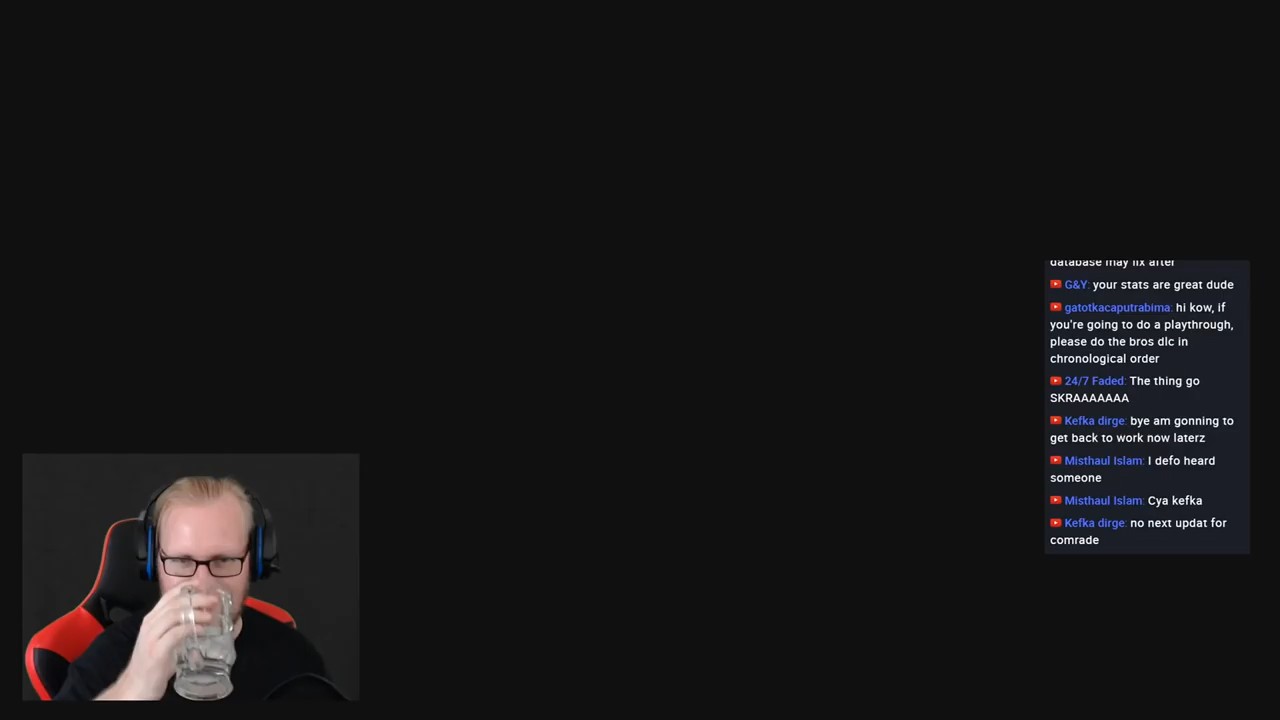 database may fix after
G&Y: your stats are great dude
gatotkacaputrabima: hi kow, if
you're going to do a playthrough,
please do the bros dlc in
chronological order
24/7 Faded: The thing go
SKRAAAAAAA
Kefka dirge: bye am gonning to
get back to work now laterz
Misthaul Islam: I defo heard
someone
Misthaul Islam: Cya kefka
Kefka dirge: no next updat for
comrade